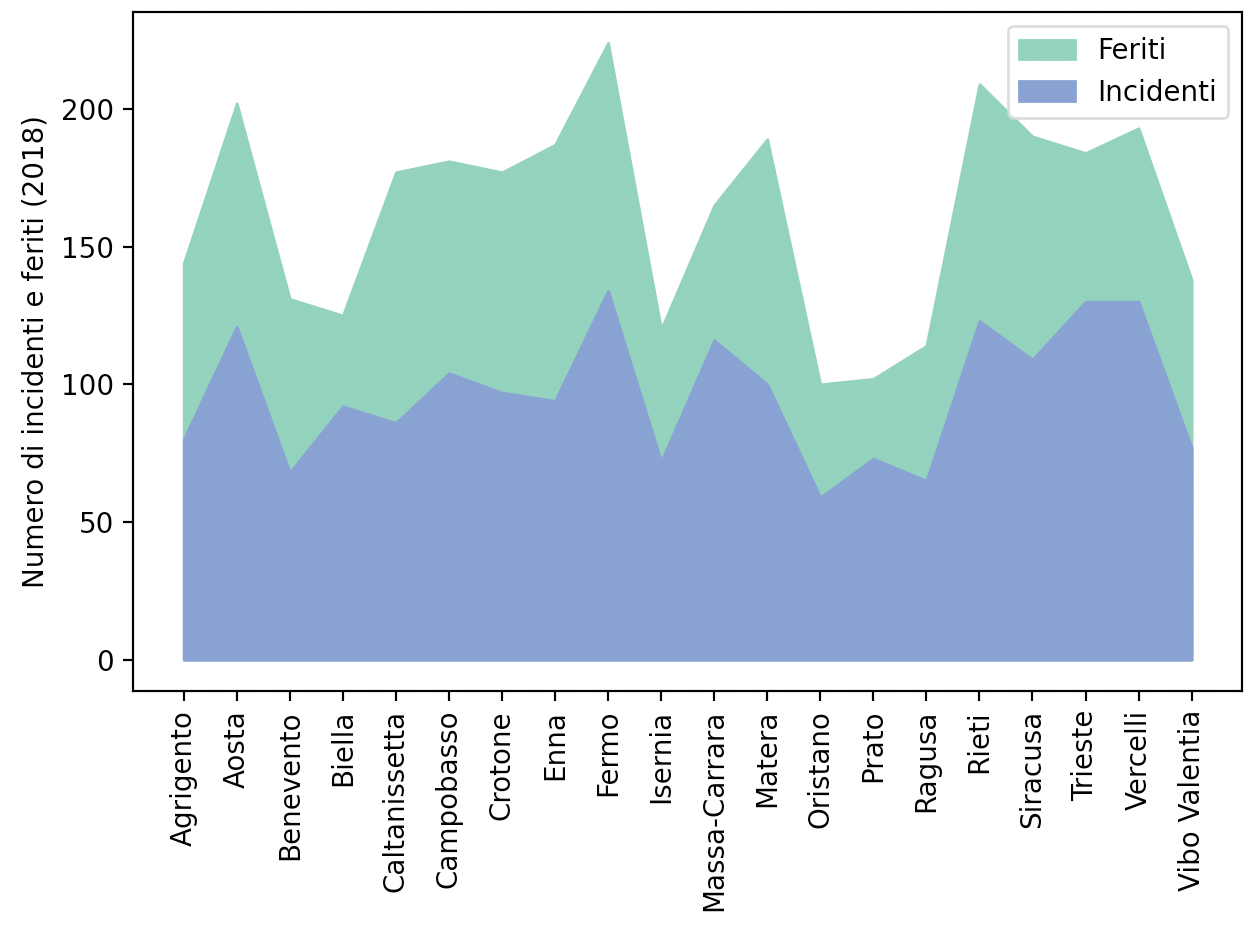 Feriti
Incidenti
Numero di incidenti e feriti (2018)
200
150
100
50
0
Agrigento
Aosta
Benevento
Biella
Caltanissetta
Campobasso
Crotone
Enna
Fermo
Isernia
Massa-Carrara
Matera
Oristano
Prato
Ragusa
Rieti
Siracusa
Trieste
Vercelli
Vibo Valentia